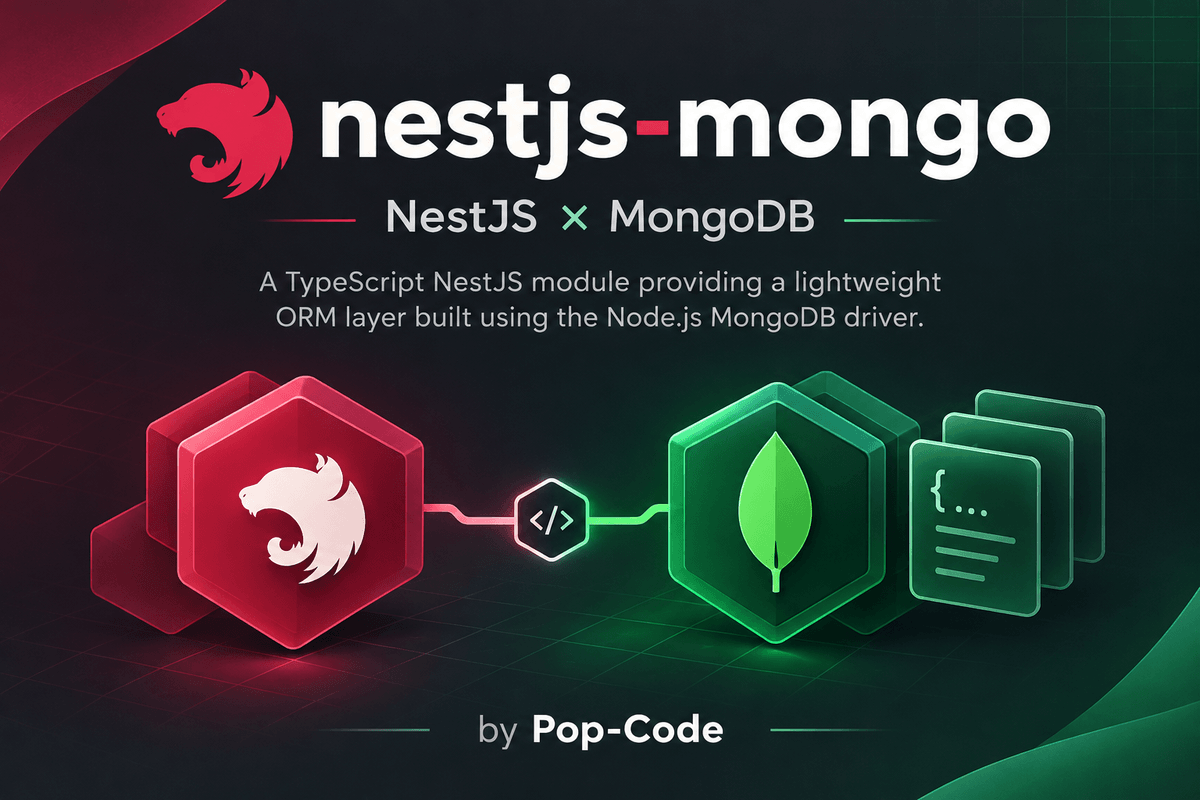 nestjs-mongo
NestJS × MongoDB
A TypeScript NestJS module providing a lightweight
ORM layer built using the Node.js MongoDB driver.
</>
{...
by Pop-Code